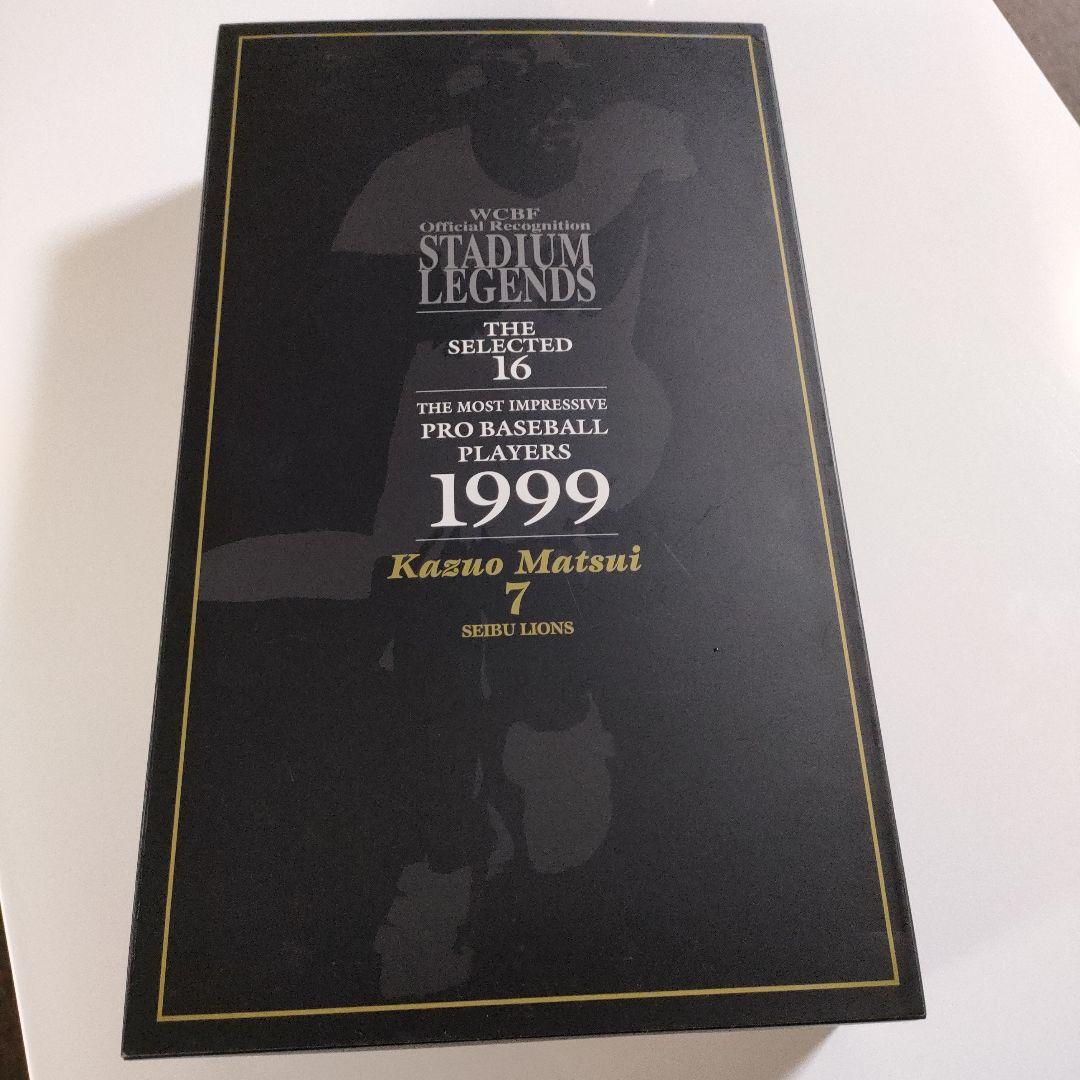 WCBF
Official Recognition
STADIUM
LEGENDS
THE
SELECTED
16
THE MOST IMPRESSIVE
PRO BASEBALL
PLAYERS
1999
Kazuo Matsui
7
SEIBU LIONS